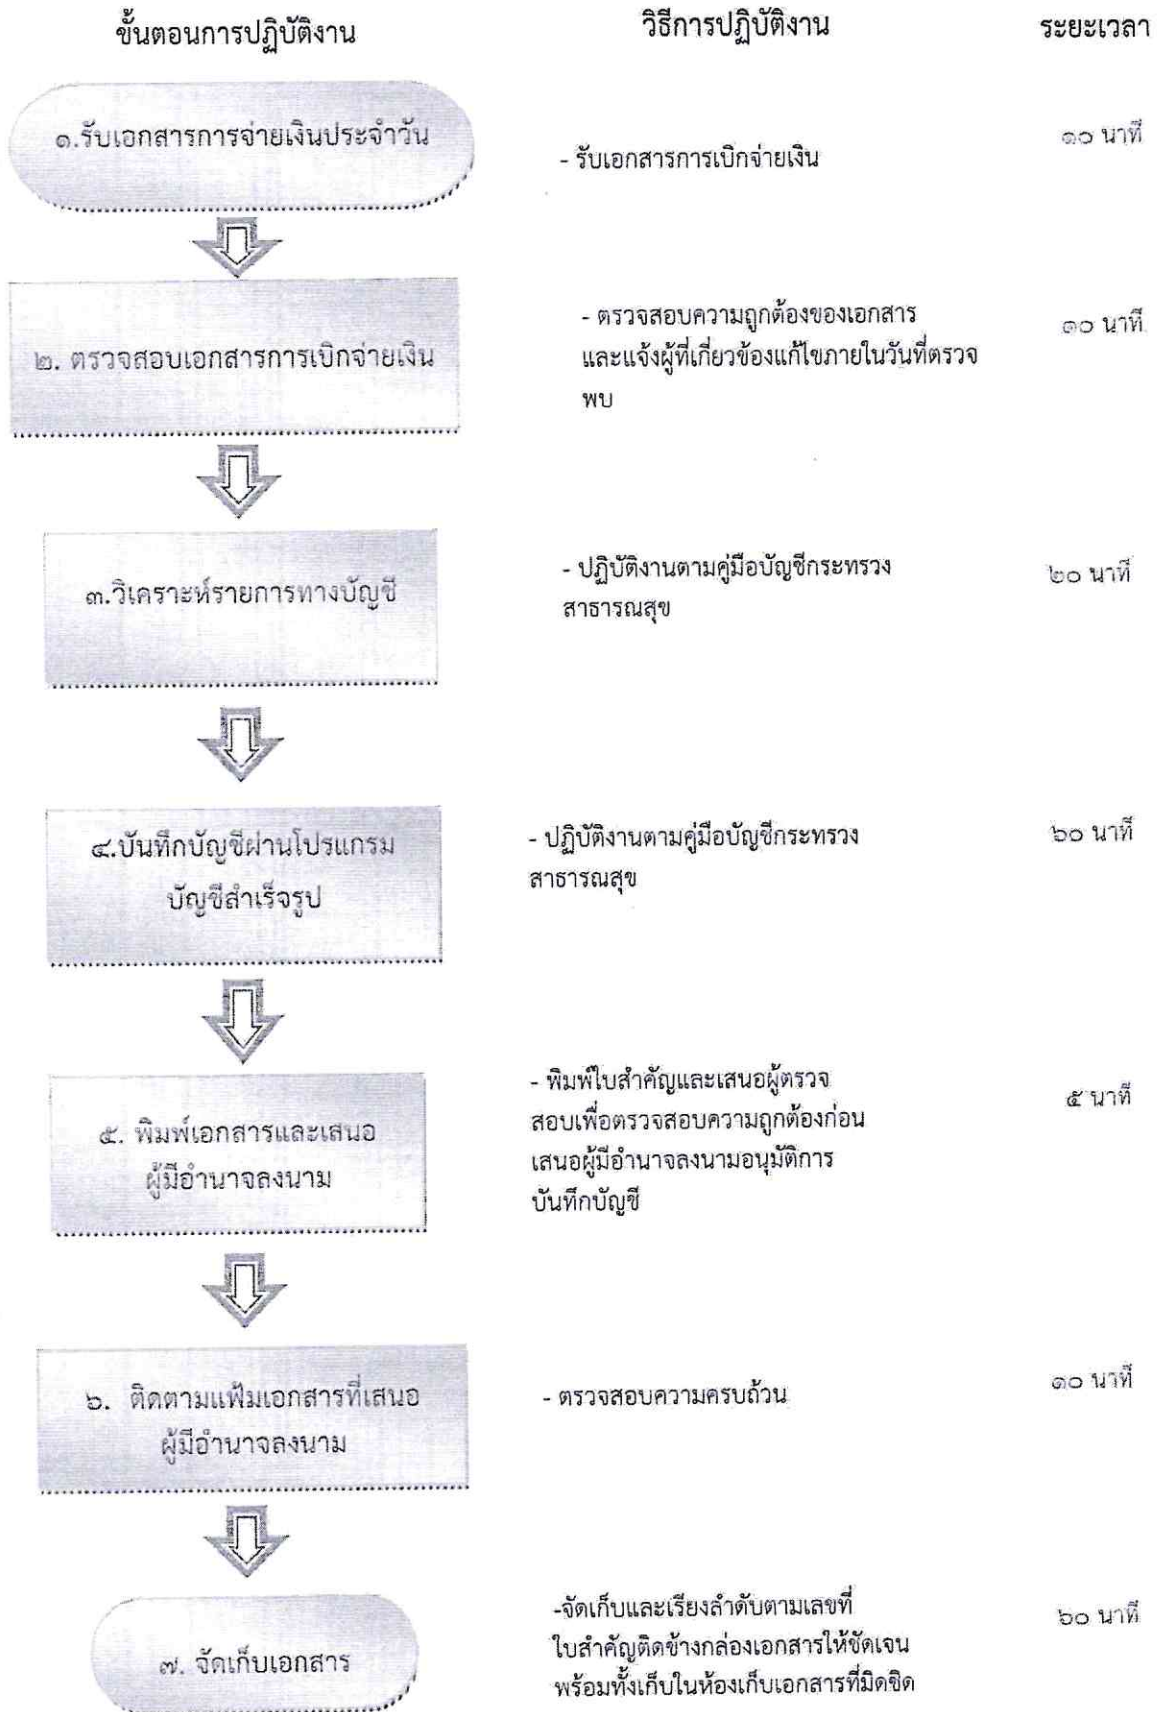 ขั้นตอนการปฏิบัติงาน
วิธีการปฏิบัติงาน
ระยะเวลา
๑.รับเอกสารการจ่ายเงินประจำวัน
- รับเอกสารการเบิกจ่ายเงิน
๑๐ นาที
๒. ตรวจสอบเอกสารการเบิกจ่ายเงิน
- ตรวจสอบความถูกต้องของเอกสาร
และแจ้งผู้ที่เกี่ยวข้องแก้ไขภายในวันที่ตรวจ
พบ
๑๐ นาที
๓.วิเคราะห์รายการทางบัญชี
- ปฏิบัติงานตามคู่มือบัญชีกระทรวง
สาธารณสุข
๒๐ นาที
๔.บันทึกบัญชีผ่านโปรแกรม
บัญชีสำเร็จรูป
- ปฏิบัติงานตามคู่มือบัญชีกระทรวง
สาธารณสุข
๖๐ นาที
๕. พิมพ์เอกสารและเสนอ
ผู้มีอำนาจลงนาม
- พิมพ์ใบสำคัญและเสนอผู้ตรวจ
สอบเพื่อตรวจสอบความถูกต้องก่อน
เสนอผู้มีอำนาจลงนามอนุมัติการ
บันทึกบัญชี
๕ นาที
๖. ติดตามแฟ้มเอกสารที่เสนอ
ผู้มีอำนาจลงนาม
- ตรวจสอบความครบถ้วน
๑๐ นาที
๗. จัดเก็บเอกสาร
-จัดเก็บและเรียงลำดับตามเลขที่
ใบสำคัญติดข้างกล่องเอกสารให้ชัดเจน
พร้อมทั้งเก็บในห้องเก็บเอกสารที่มิดชิด
๖๐ นาที